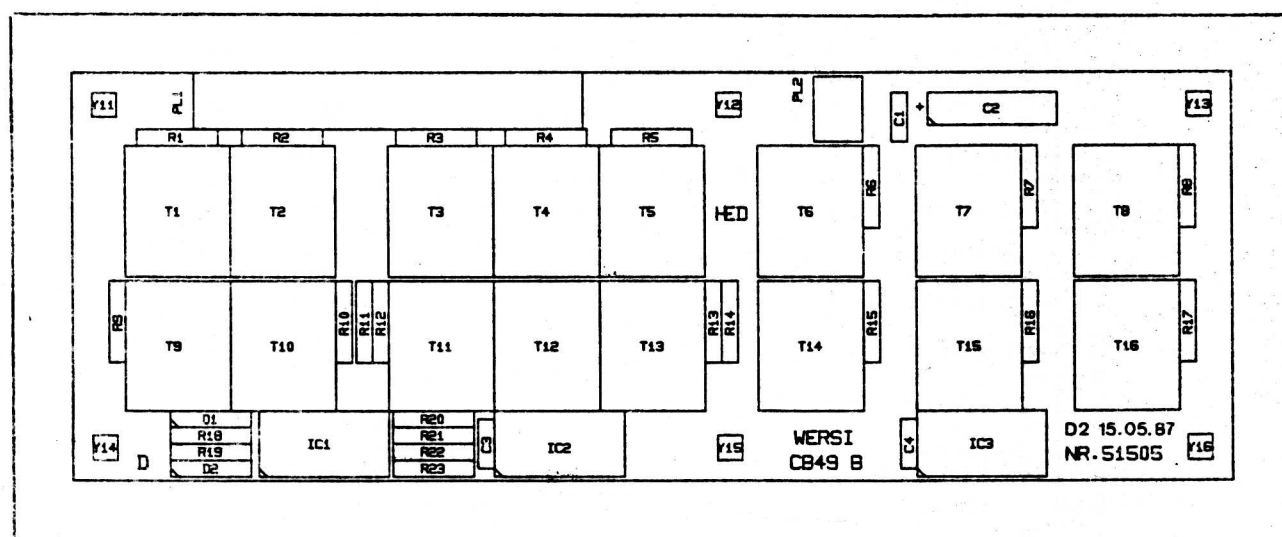 Y11
PL1
Y12
PL2
C1
+
C2
Y13
R1
R2
R3
R4
R5
T1
T2
T3
T4
T5
HED
T6
R6
T7
R7
T8
R8
R9
T9
T10
R10
R11
R12
T11
T12
T13
R13
R14
T14
R15
T15
R16
T16
R17
D1
R18
R19
D2
IC1
R20
R21
R22
R23
C3
IC2
Y14
D
Y15
WERSI
CB49 B
C4
IC3
D2 15.05.87
NR.51505
Y16